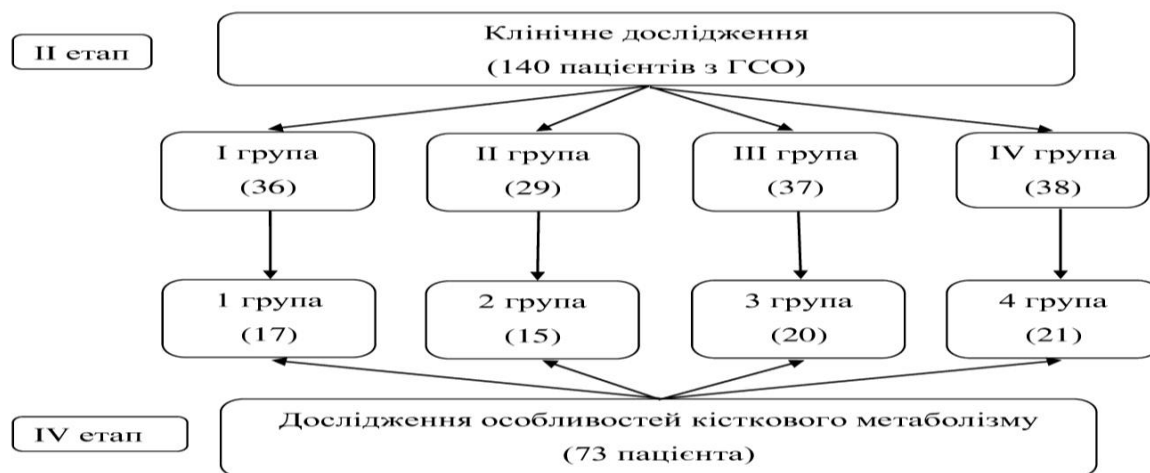 II етап
Клінічне дослідження
(140 пацієнтів з ГСО)
I група
(36)
II група
(29)
III група
(37)
IV група
(38)
1 група
(17)
2 група
(15)
3 група
(20)
4 група
(21)
IV етап
Дослідження особливостей кісткового метаболізму
(73 пацієнта)